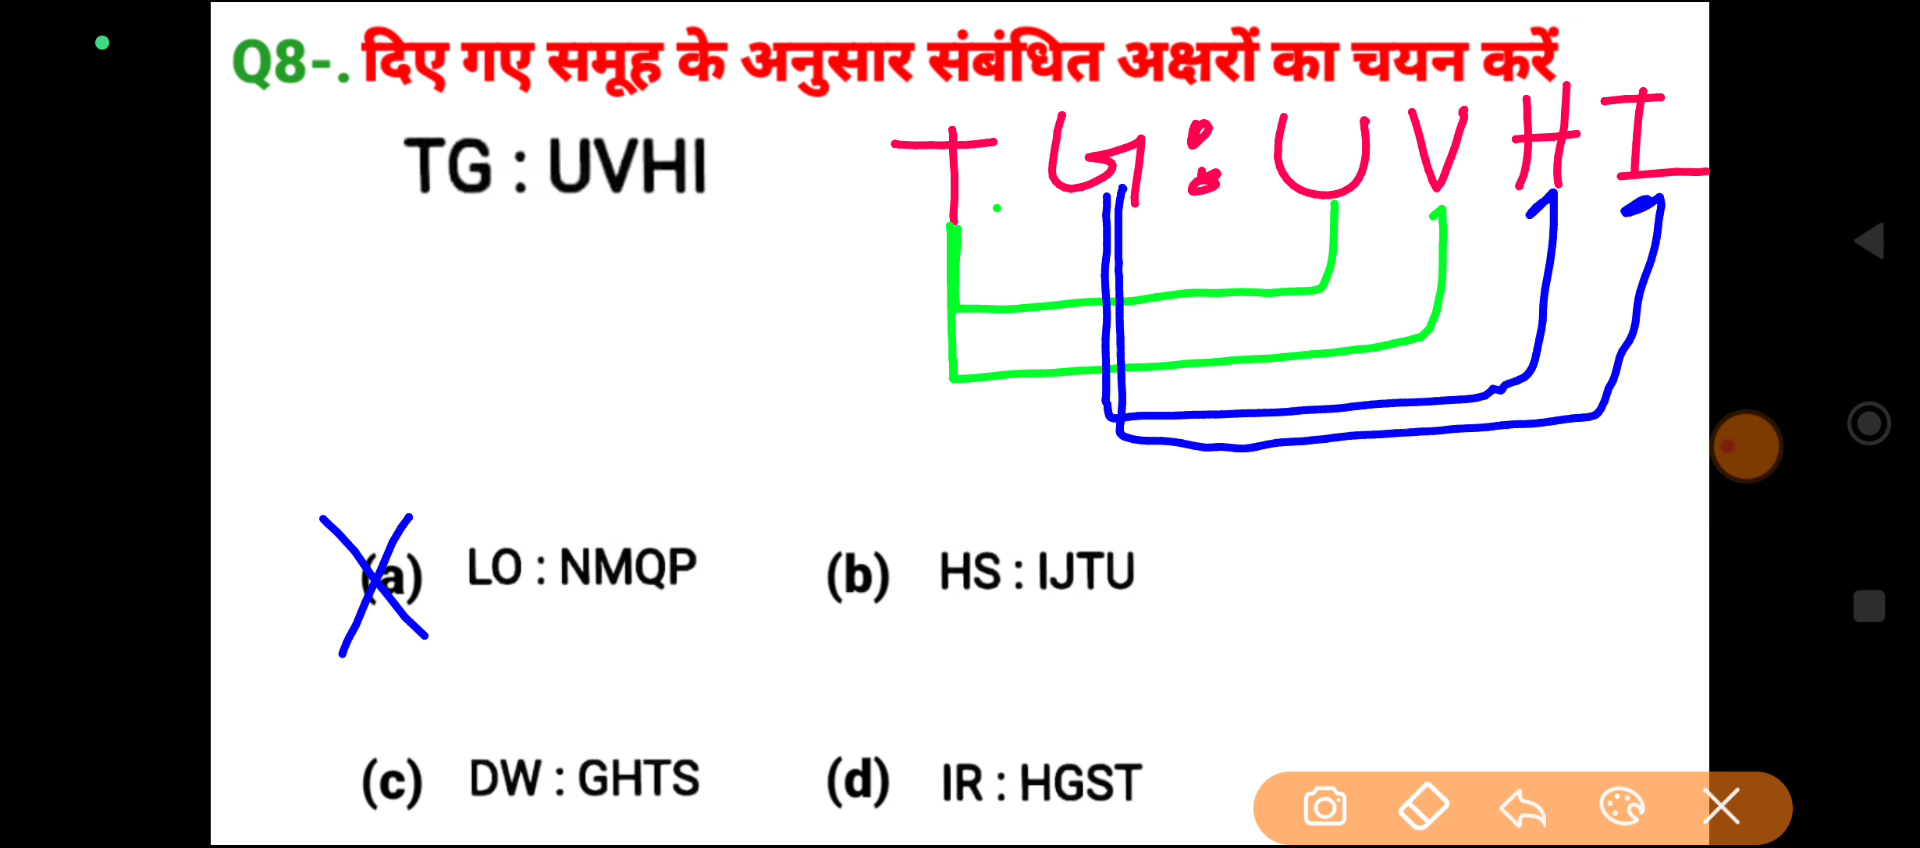 Q8-. दिए गए समूह के अनुसार संबंधित अक्षरों का चयन करें
TG : UVHI
T G : U V H I
(a) LO : NMQP
(b) HS : IJTU
(c) DW : GHTS
(d) IR : HGST